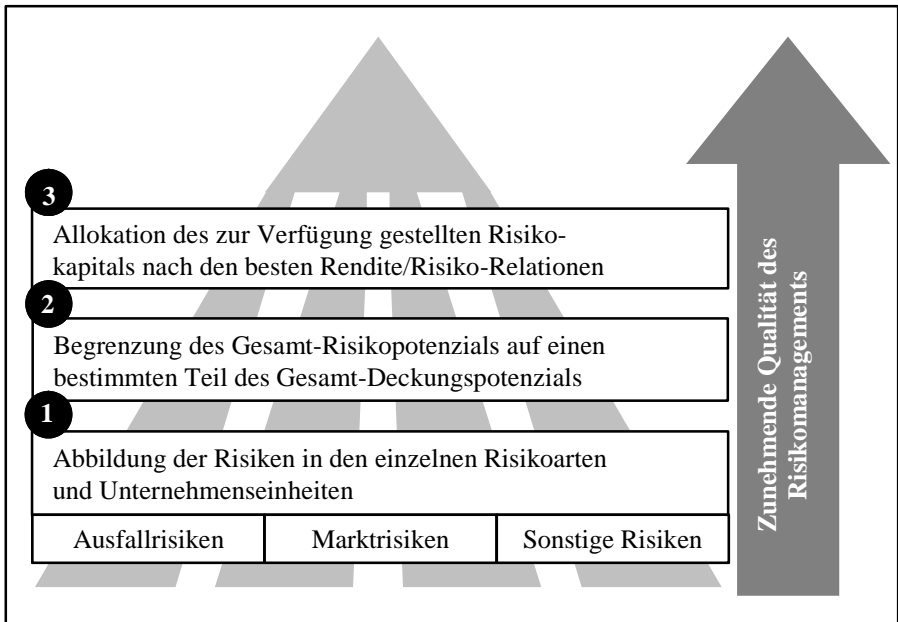 3
Allokation des zur Verfügung gestellten Risiko-
kapitals nach den besten Rendite/Risiko-Relationen
2
Begrenzung des Gesamt-Risikopotenzials auf einen
bestimmten Teil des Gesamt-Deckungspotenzials
1
Abbildung der Risiken in den einzelnen Risikoarten
und Unternehmenseinheiten
Ausfallrisiken
Marktrisiken
Sonstige Risiken
Zunehmende Qualität des
Risikomanagements